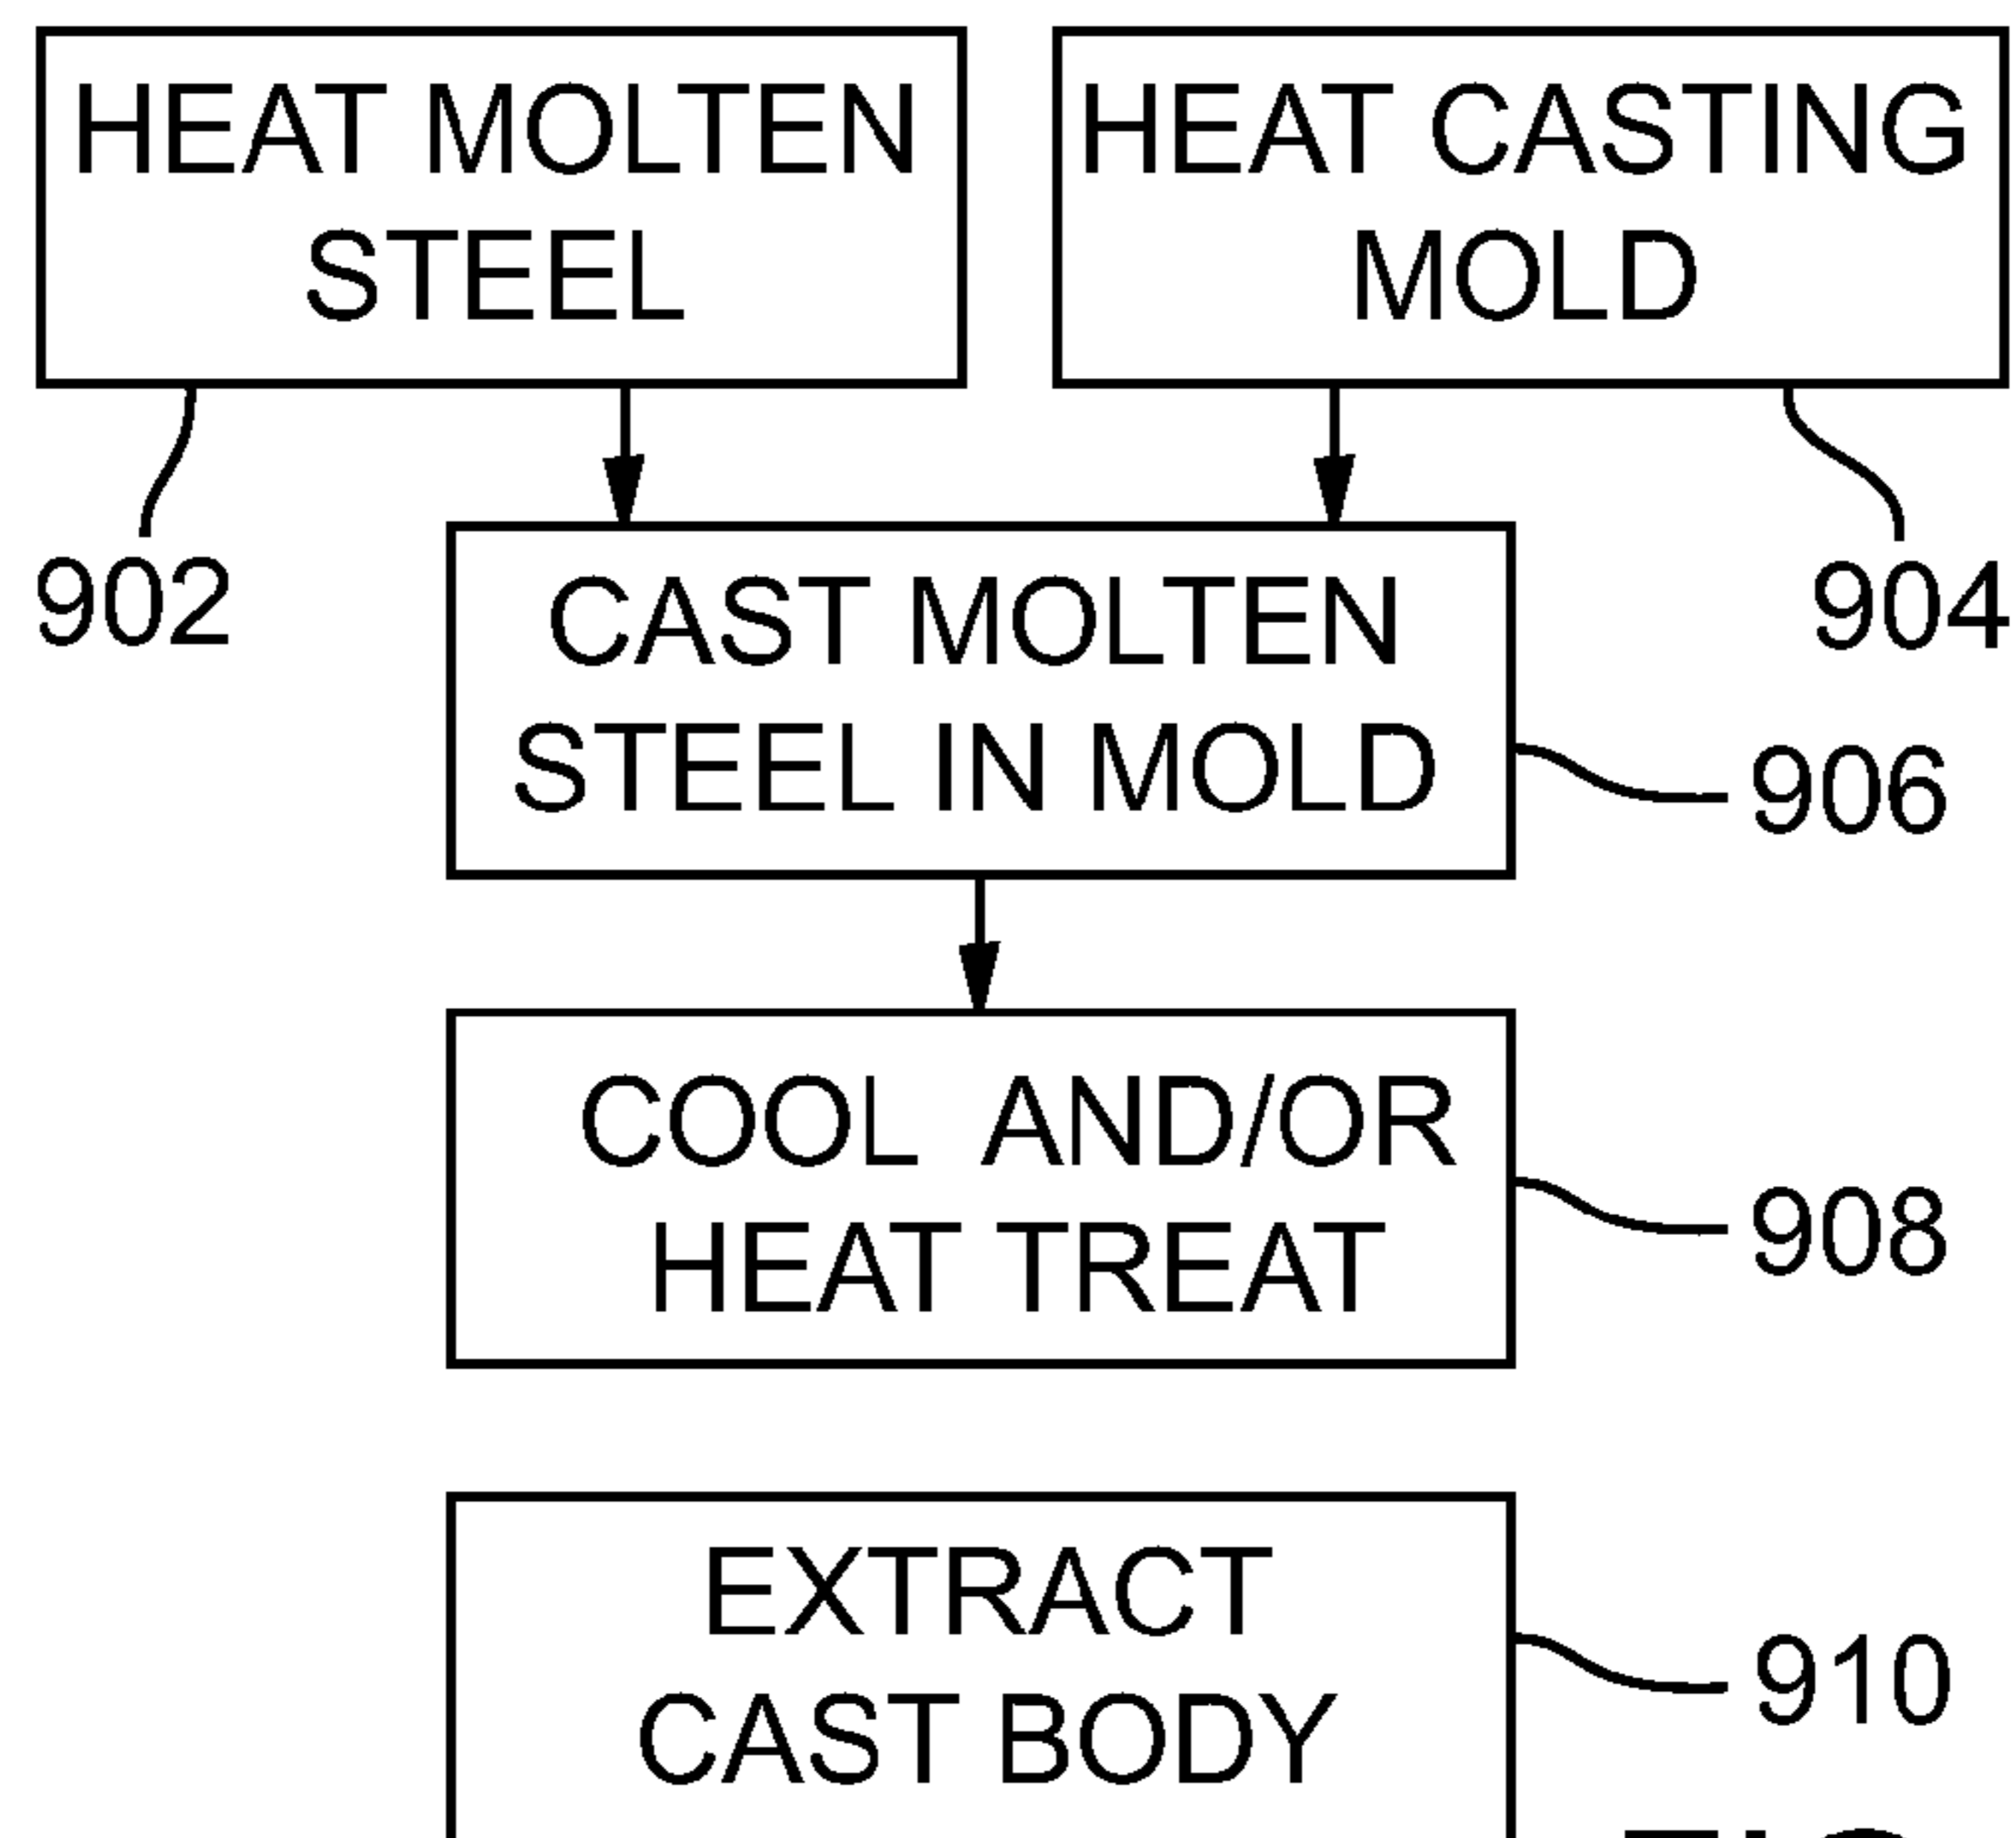 HEAT MOLTEN
STEEL
HEAT CASTING
MOLD
902
904
CAST MOLTEN
STEEL IN MOLD
906
COOL AND/OR
HEAT TREAT
908
EXTRACT
CAST BODY
910